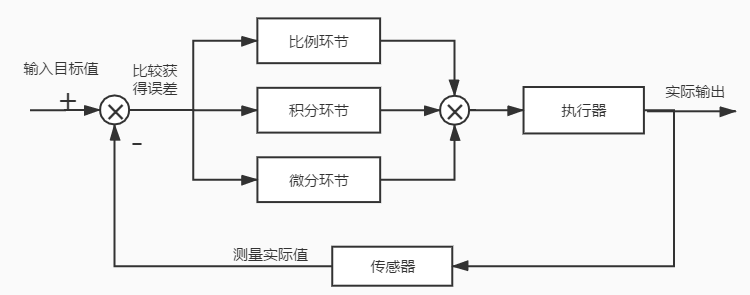 比例环节
输入目标值
比较获
得误差
+
积分环节
执行器
实际输出
-
微分环节
测量实际值
传感器